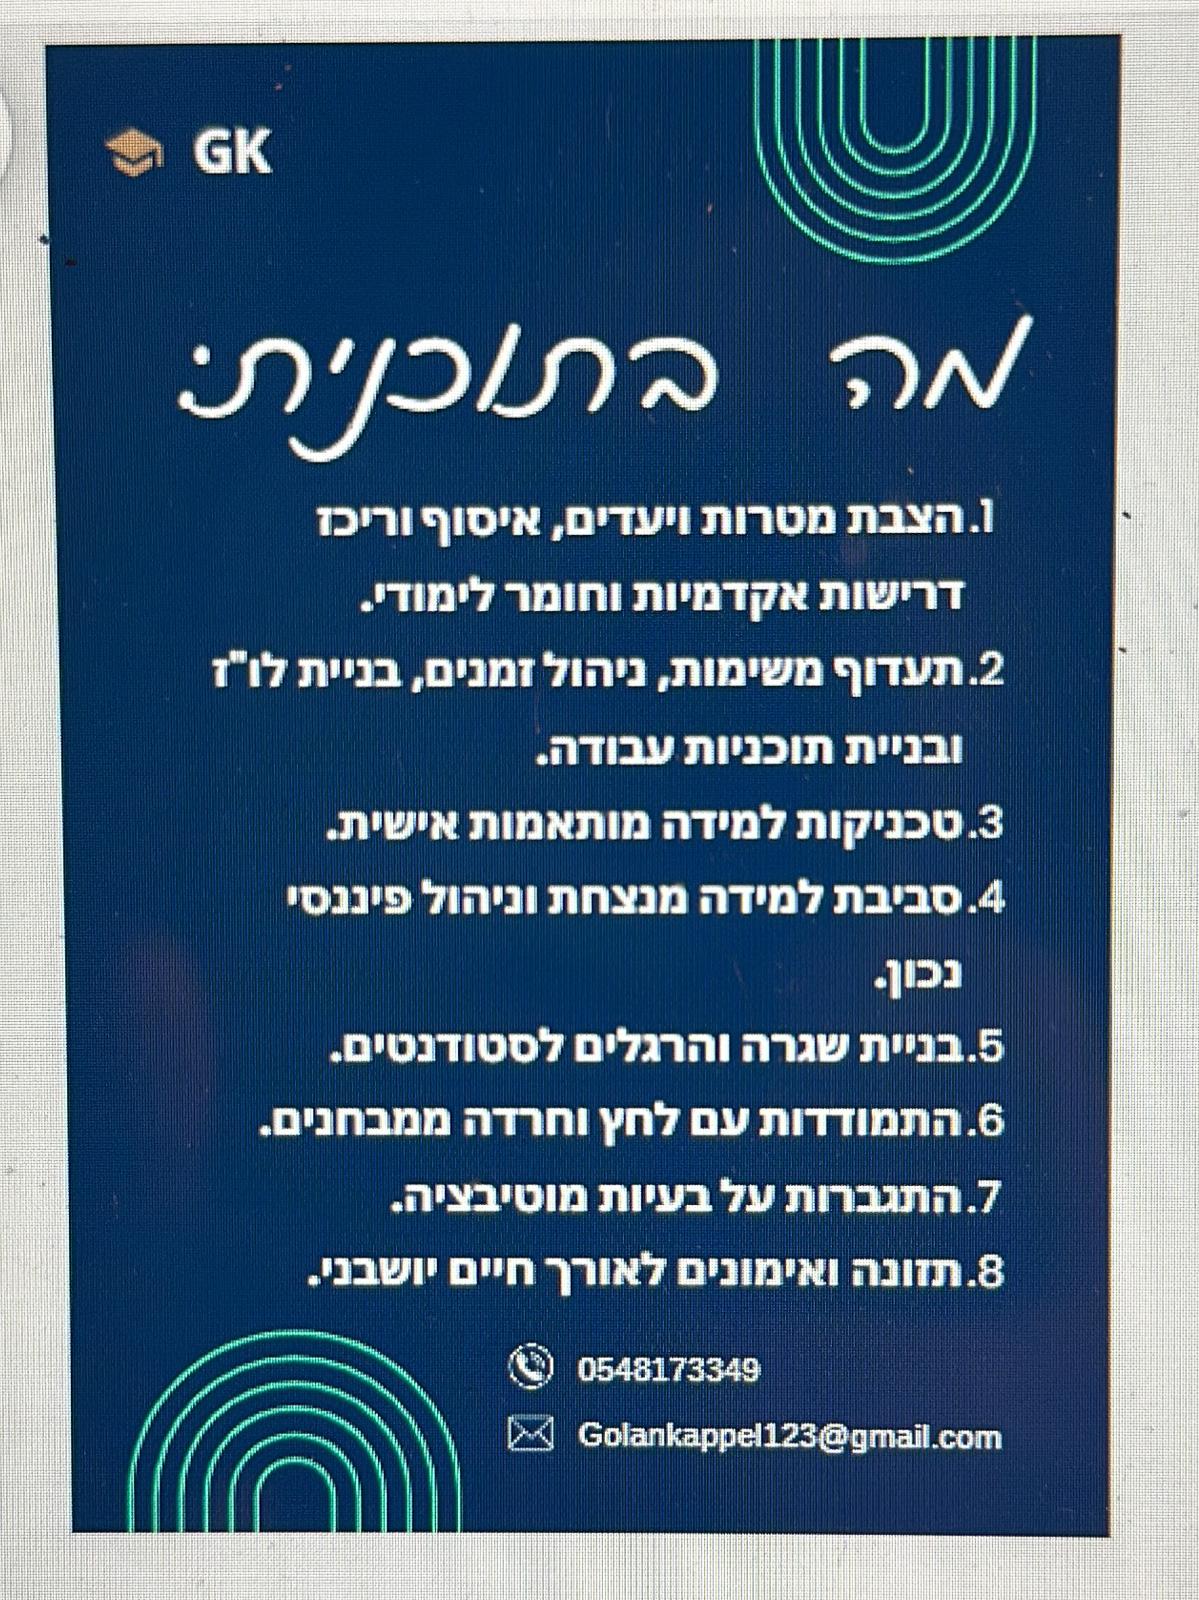 GK
מה בתוכנית:
1. הצבת מטרות ויעדים, איסוף וריכוז
דרישות אקדמיות וחומר לימודי.
2. תעדוף משימות, ניהול זמנים, בניית לו"ז
ובניית תוכניות עבודה.
3. טכניקות למידה מותאמות אישית.
4. סביבת למידה מנצחת וניהול פיננסי
נכון.
5. בניית שגרה והרגלים לסטודנטים.
6. התמודדות עם לחץ וחרדה ממבחנים.
7. התגברות על בעיות מוטיבציה.
8. תזונה ואימונים לאורך חיים יושבני.
0548173349
Golankappel123@gmail.com